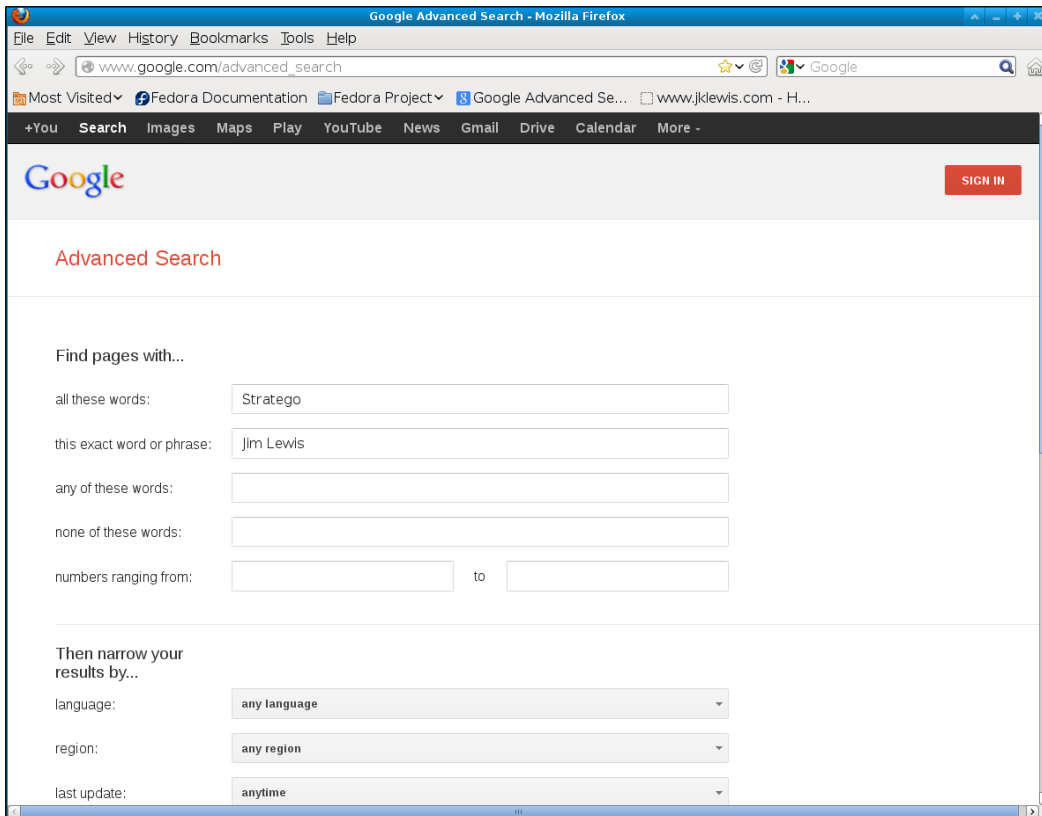 Google Advanced Search - Mozilla Firefox
File Edit View History Bookmarks Tools Help
www.google.com/advanced_search Google
Most Visited Fedora Documentation Fedora Project Google Advanced Se... www.jklewis.com - H...
+You Search Images Maps Play YouTube News Gmail Drive Calendar More
Google SIGN IN
Advanced Search
Find pages with...
all these words: Stratego
this exact word or phrase: Jim Lewis
any of these words:
none of these words:
numbers ranging from: to
Then narrow your
results by...
language: any language
region: any region
last update: anytime